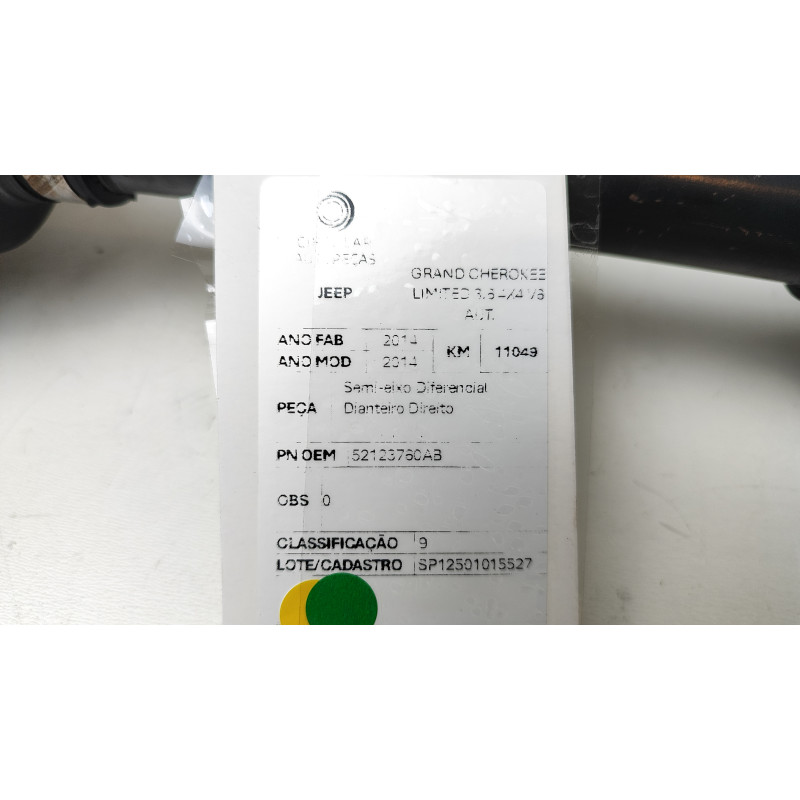 JEEP
GRAND CHEROKEE
LIMITED 3.6 4X4 V6
AUT.
ANO FAB 2014
ANO MOD 2014
KM 11049
PEÇA Semi-eixo Diferencial
Dianteiro Direito
PN OEM 52123760AB
OBS 0
CLASSIFICAÇÃO 9
LOTE/CADASTRO SP12501015527